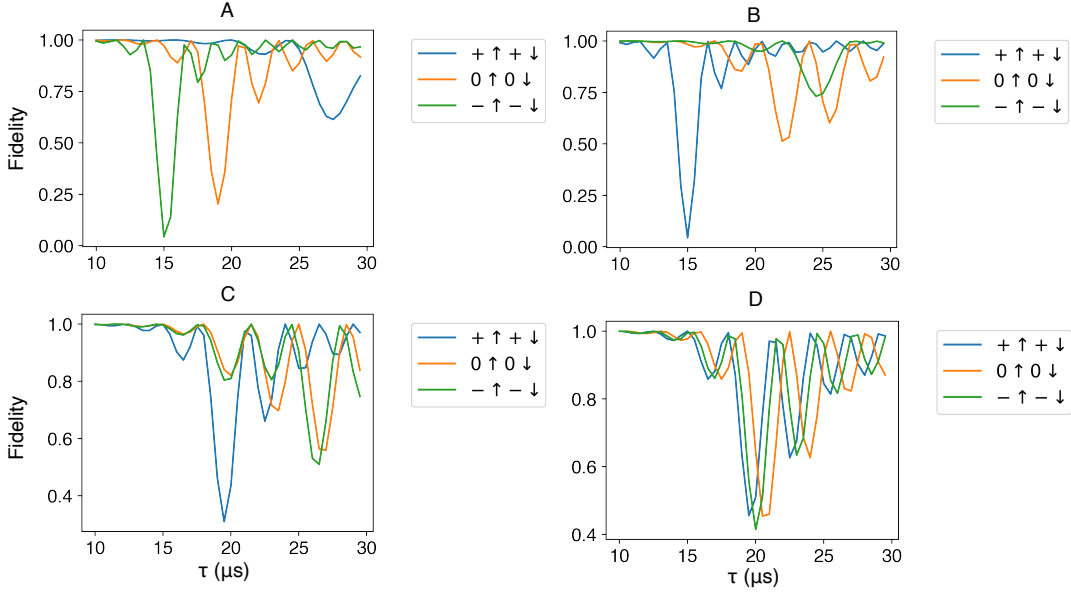 A
Fidelity
1.00
0.75
0.50
0.25
0.00
10 15 20 25 30
+ ↑ + ↓
0 ↑ 0 ↓
− ↑ − ↓
B
1.00
0.75
0.50
0.25
0.00
10 15 20 25 30
+ ↑ + ↓
0 ↑ 0 ↓
− ↑ − ↓
C
Fidelity
1.0
0.8
0.6
0.4
10 15 20 25 30
τ (μs)
+ ↑ + ↓
0 ↑ 0 ↓
− ↑ − ↓
D
1.0
0.8
0.6
0.4
10 15 20 25 30
τ (μs)
+ ↑ + ↓
0 ↑ 0 ↓
− ↑ − ↓